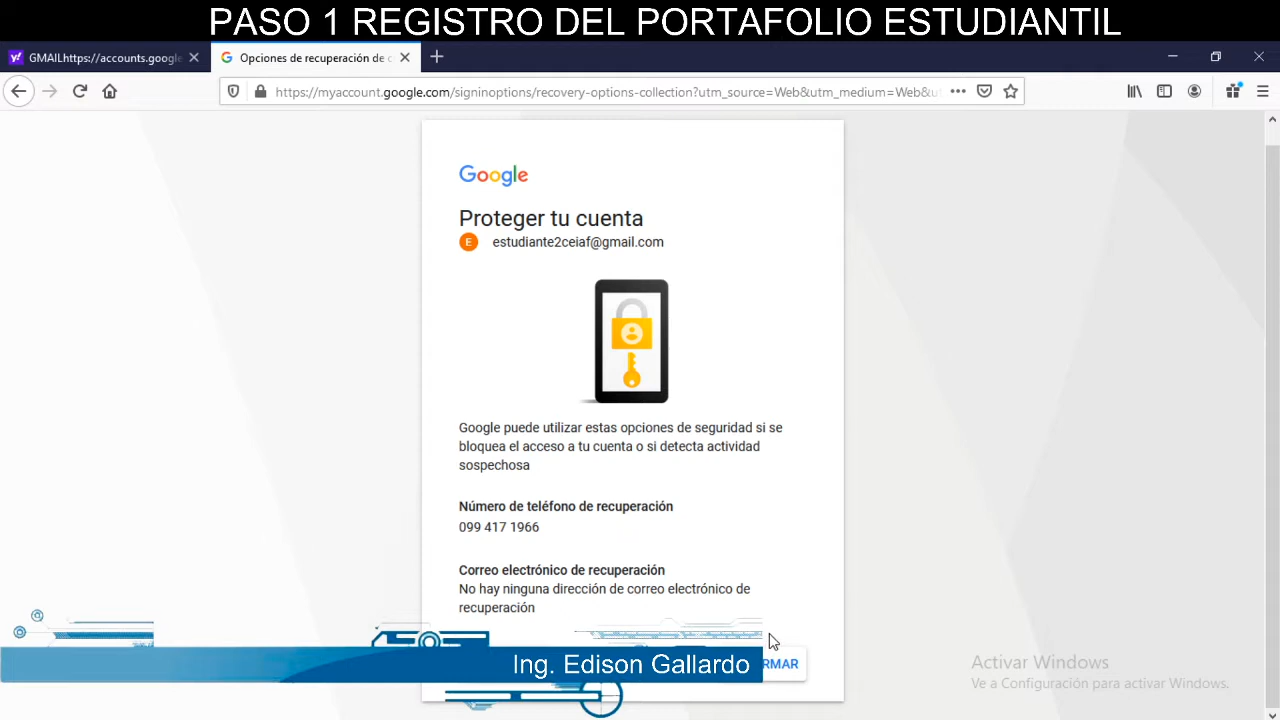 PASO 1 REGISTRO DEL PORTAFOLIO ESTUDIANTIL
GMAILhttps://accounts.google
Opciones de recuperación de c
https://myaccount.google.com/signinoptions/recovery-options-collection?utm_source=Web&utm_medium=Web&u
Google
Proteger tu cuenta
E estudiante2ceiaf@gmail.com
Google puede utilizar estas opciones de seguridad si se
bloquea el acceso a tu cuenta o si detecta actividad
sospechosa
Número de teléfono de recuperación
099 417 1966
Correo electrónico de recuperación
No hay ninguna dirección de correo electrónico de
recuperación
Ing. Edison Gallardo
RMAR
Activar Windows
Ve a Configuración para activar Windows.